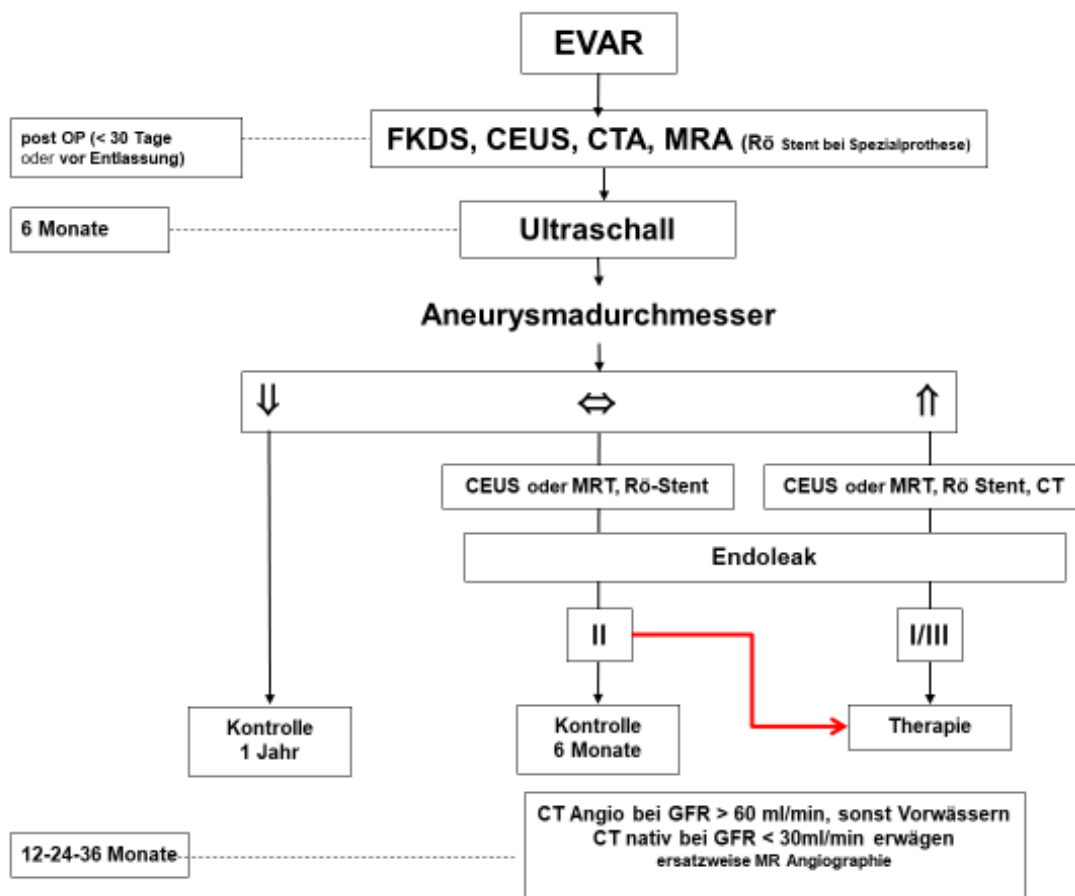 EVAR
post OP (< 30 Tage
oder vor Entlassung)
FKDS, CEUS, CTA, MRA (Rö Stent bei Spezialprothese)
6 Monate
Ultraschall
Aneurysmadurchmesser
⇓ ⇔ ⇑
CEUS oder MRT, Rö-Stent
CEUS oder MRT, Rö Stent, CT
Endoleak
II
I/III
Kontrolle
1 Jahr
Kontrolle
6 Monate
Therapie
12-24-36 Monate
CT Angio bei GFR > 60 ml/min, sonst Vorwässern
CT nativ bei GFR < 30ml/min erwägen
ersatzweise MR Angiographie